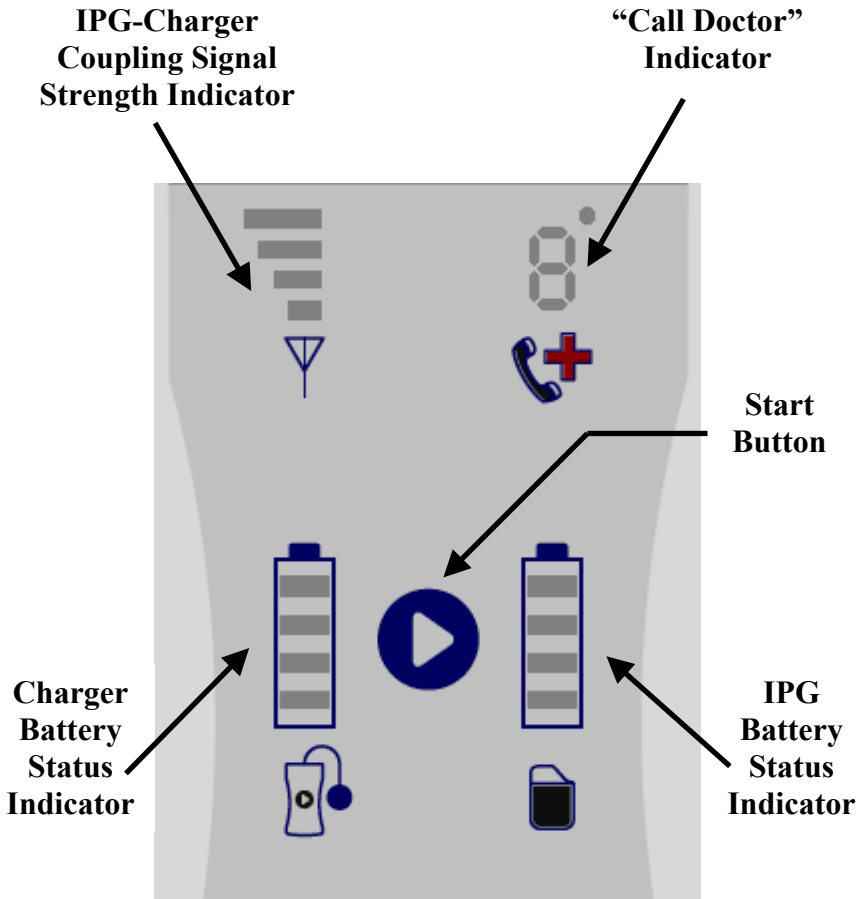 IPG-Charger
Coupling Signal
Strength Indicator
“Call Doctor”
Indicator
8
Start
Button
Charger
Battery
Status
Indicator
IPG
Battery
Status
Indicator